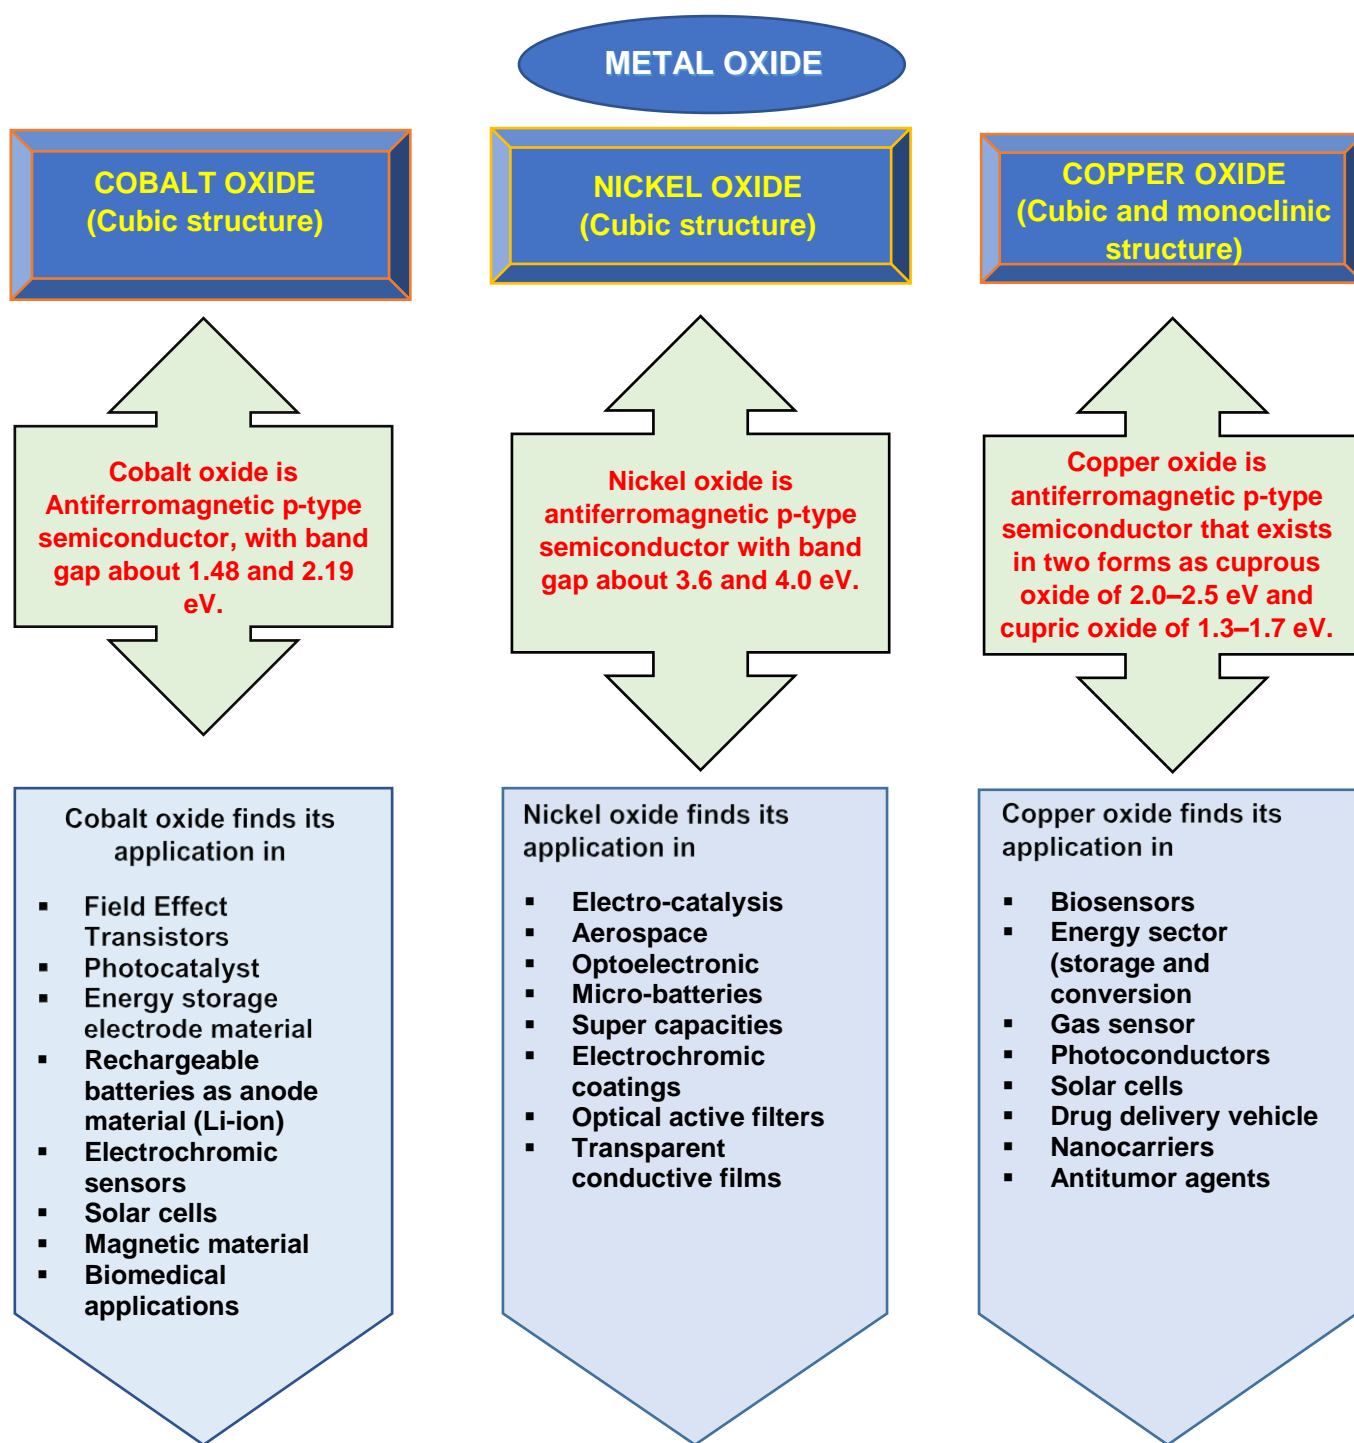 METAL OXIDE
COBALT OXIDE
(Cubic structure)
NICKEL OXIDE
(Cubic structure)
COPPER OXIDE
(Cubic and monoclinic
structure)
Cobalt oxide is
Antiferromagnetic p-type
semiconductor, with band
gap about 1.48 and 2.19
eV.
Nickel oxide is
antiferromagnetic p-type
semiconductor with band
gap about 3.6 and 4.0 eV.
Copper oxide is
antiferromagnetic p-type
semiconductor that exists
in two forms as cuprous
oxide of 2.0–2.5 eV and
cupric oxide of 1.3–1.7 eV.
Cobalt oxide finds its
application in
▪ Field Effect
Transistors
▪ Photocatalyst
▪ Energy storage
electrode material
▪ Rechargeable
batteries as anode
material (Li-ion)
▪ Electrochromic
sensors
▪ Solar cells
▪ Magnetic material
▪ Biomedical
applications
Nickel oxide finds its
application in
▪ Electro-catalysis
▪ Aerospace
▪ Optoelectronic
▪ Micro-batteries
▪ Super capacities
▪ Electrochromic
coatings
▪ Optical active filters
▪ Transparent
conductive films
Copper oxide finds its
application in
▪ Biosensors
▪ Energy sector
(storage and
conversion
▪ Gas sensor
▪ Photoconductors
▪ Solar cells
▪ Drug delivery vehicle
▪ Nanocarriers
▪ Antitumor agents